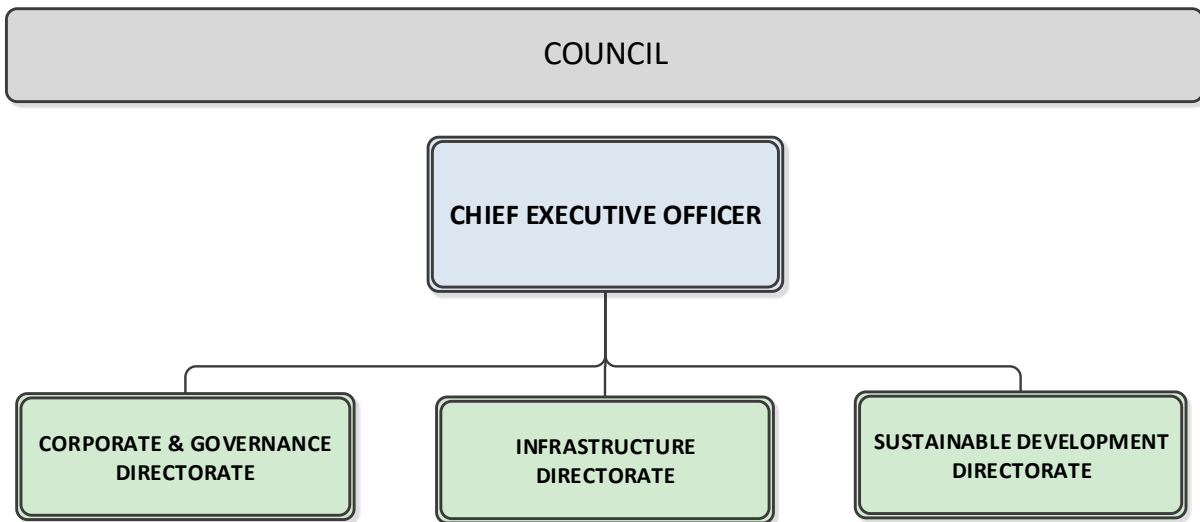 COUNCIL
CHIEF EXECUTIVE OFFICER
CORPORATE & GOVERNANCE
DIRECTORATE
INFRASTRUCTURE
DIRECTORATE
SUSTAINABLE DEVELOPMENT
DIRECTORATE